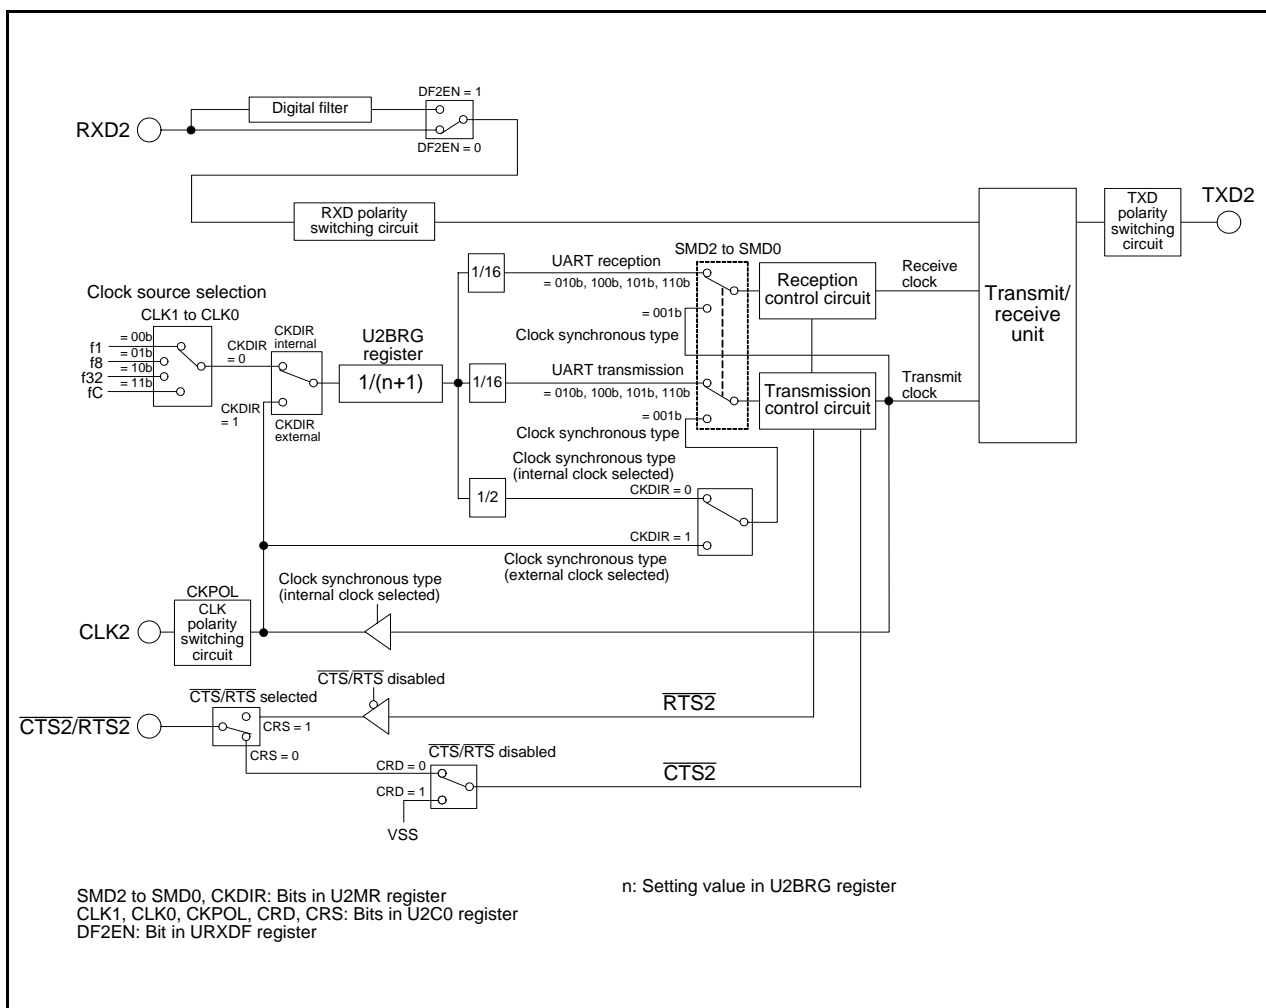 DF2EN = 1
Digital filter
RXD2
DF2EN = 0
RXD polarity
switching circuit
TXD
polarity
switching
circuit
TXD2
SMD2 to SMD0
1/16
UART reception
= 010b, 100b, 101b, 110b
Reception
control circuit
Receive
clock
Transmit/
receive
unit
= 001b
Clock synchronous type
Clock source selection
CLK1 to CLK0
= 00b
f1
= 01b
f8
= 10b
f32
= 11b
fC
CKDIR
= 0
CKDIR
internal
CKDIR
= 1
CKDIR
external
U2BRG
register
1/(n+1)
1/16
UART transmission
= 010b, 100b, 101b, 110b
Transmission
control circuit
Transmit
clock
= 001b
Clock synchronous type
Clock synchronous type
(internal clock selected)
1/2
CKDIR = 0
CKDIR = 1
Clock synchronous type
(external clock selected)
Clock synchronous type
(internal clock selected)
CKPOL
CLK
polarity
switching
circuit
CLK2
CTS/RTS disabled
CTS/RTS selected
CTS2/RTS2
CRS = 1
RTS2
CRS = 0
CTS/RTS disabled
CRD = 0
CTS2
CRD = 1
VSS
SMD2 to SMD0, CKDIR: Bits in U2MR register
CLK1, CLK0, CKPOL, CRD, CRS: Bits in U2C0 register
DF2EN: Bit in URXDF register
n: Setting value in U2BRG register